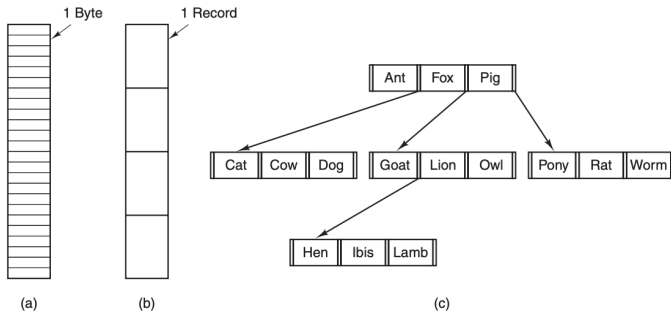 1 Byte
1 Record
Ant Fox Pig
Cat Cow Dog
Goat Lion Owl
Pony Rat Worm
Hen Ibis Lamb
(a)
(b)
(c)